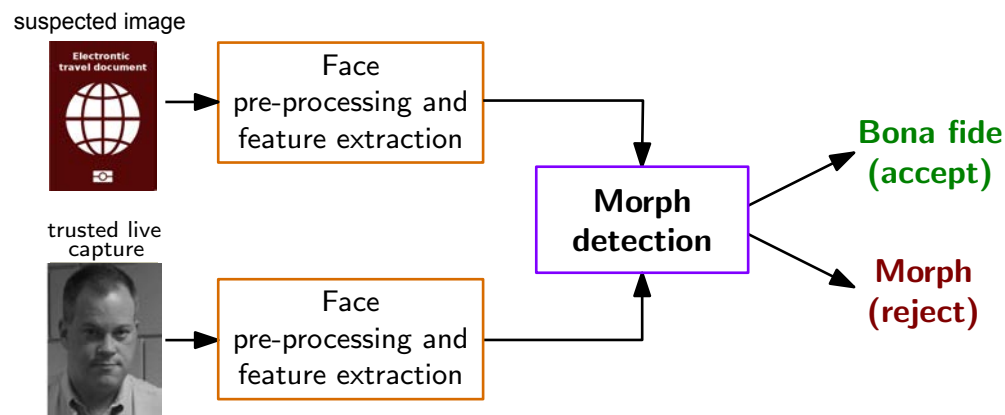 suspected image
Electrontic
travel document
Face
pre-processing and
feature extraction
trusted live
capture
Face
pre-processing and
feature extraction
Morph
detection
Bona fide
(accept)
Morph
(reject)